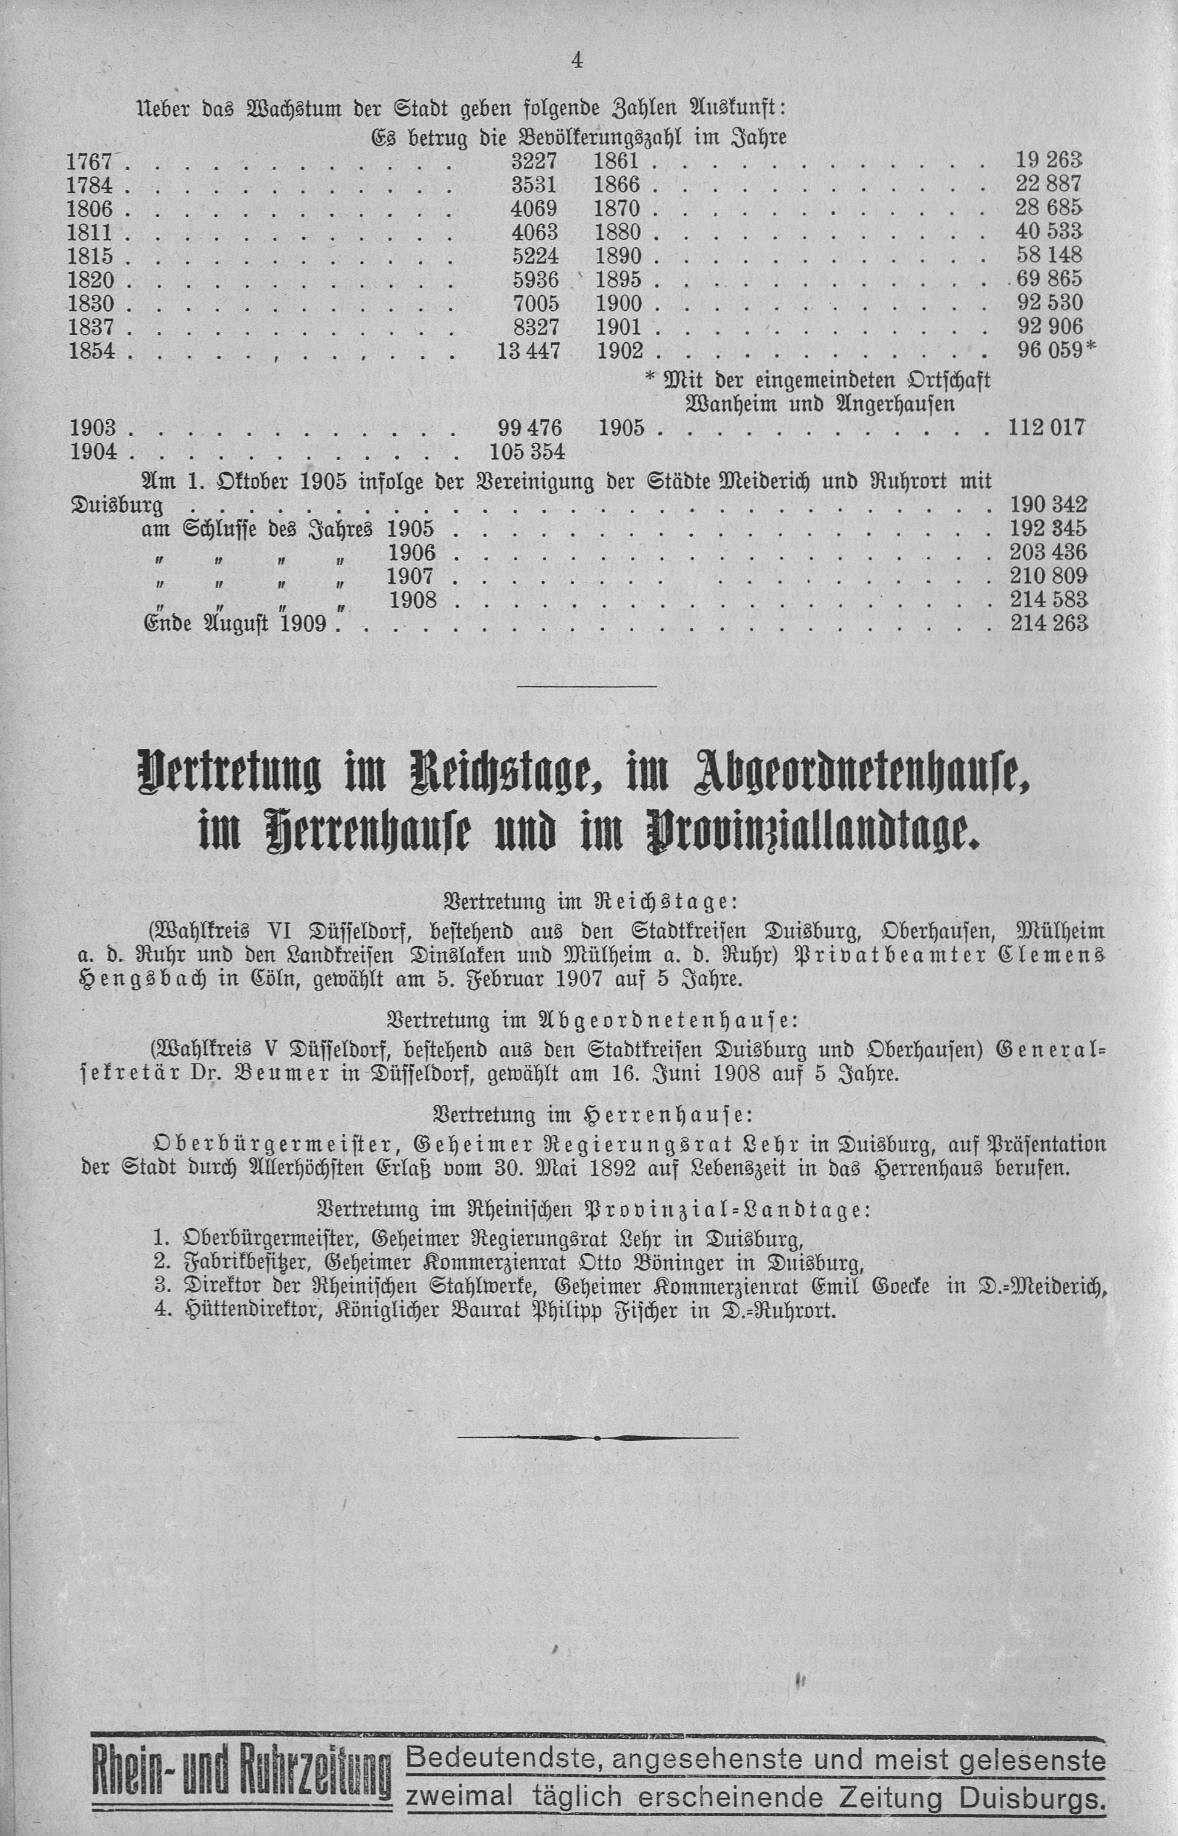 4
Ueber das Wachstum der Stadt geben folgende Zahlen Auskunft:
Es betrug die Bevölkerungszahl im Jahre
1767 . . . . . . . . . . . . 3227 1861 . . . . . . . . . . . . 19 263
1784 . . . . . . . . . . . . 3531 1866 . . . . . . . . . . . . 22 887
1806 . . . . . . . . . . . . 4069 1870 . . . . . . . . . . . . 28 685
1811 . . . . . . . . . . . . 4063 1880 . . . . . . . . . . . . 40 533
1815 . . . . . . . . . . . . 5224 1890 . . . . . . . . . . . . 58 148
1820 . . . . . . . . . . . . 5936 1895 . . . . . . . . . . . . 69 865
1830 . . . . . . . . . . . . 7005 1900 . . . . . . . . . . . . 92 530
1837 . . . . . . . . . . . . 8327 1901 . . . . . . . . . . . . 92 906
1854 . . . . . . . . . . . . 13 447 1902 . . . . . . . . . . . . 96 059*
* Mit der eingemeindeten Ortschaft
Wanheim und Angerhausen
1903 . . . . . . . . . . . . 99 476 1905 . . . . . . . . . . . . 112 017
1904 . . . . . . . . . . . . 105 354
Am 1. Oktober 1905 infolge der Vereinigung der Städte Meiderich und Ruhrort mit
Duisburg . . . . . . . . . . . . . . . . . . . . . . . . . . . . 190 342
am Schlusse des Jahres 1905 . . . . . . . . . . . . . . . . . . . 192 345
„ „ „ „ 1906 . . . . . . . . . . . . . . . . . . . 203 436
„ „ „ „ 1907 . . . . . . . . . . . . . . . . . . . 210 809
„ „ „ „ 1908 . . . . . . . . . . . . . . . . . . . 214 583
Ende August 1909 . . . . . . . . . . . . . . . . . . . . . . . 214 263
Vertretung im Reichstage, im Abgeordnetenhause,
im Herrenhause und im Provinziallandtage.
Vertretung im Reichstage:
(Wahlkreis VI Düsseldorf, bestehend aus den Stadtkreisen Duisburg, Oberhausen, Mülheim
a. d. Ruhr und den Landkreisen Dinslaken und Mülheim a. d. Ruhr) Privatbeamter Clemens
Hengsbach in Cöln, gewählt am 5. Februar 1907 auf 5 Jahre.
Vertretung im Abgeordnetenhause:
(Wahlkreis V Düsseldorf, bestehend aus den Stadtkreisen Duisburg und Oberhausen) General-
sekretär Dr. Beumer in Düsseldorf, gewählt am 16. Juni 1908 auf 5 Jahre.
Vertretung im Herrenhause:
Oberbürgermeister, Geheimer Regierungsrat Lehr in Duisburg, auf Präsentation
der Stadt durch Allerhöchsten Erlaß vom 30. Mai 1892 auf Lebenszeit in das Herrenhaus berufen.
Vertretung im Rheinischen Provinzial-Landtage:
1. Oberbürgermeister, Geheimer Regierungsrat Lehr in Duisburg,
2. Fabrikbesitzer, Geheimer Kommerzienrat Otto Böninger in Duisburg,
3. Direktor der Rheinischen Stahlwerke, Geheimer Kommerzienrat Emil Goecke in D.-Meiderich,
4. Hüttendirektor, Königlicher Baurat Philipp Fischer in D.-Ruhrort.
Rhein- und Ruhrzeitung Bedeutendste, angesehenste und meist gelesenste
zweimal täglich erscheinende Zeitung Duisburgs.